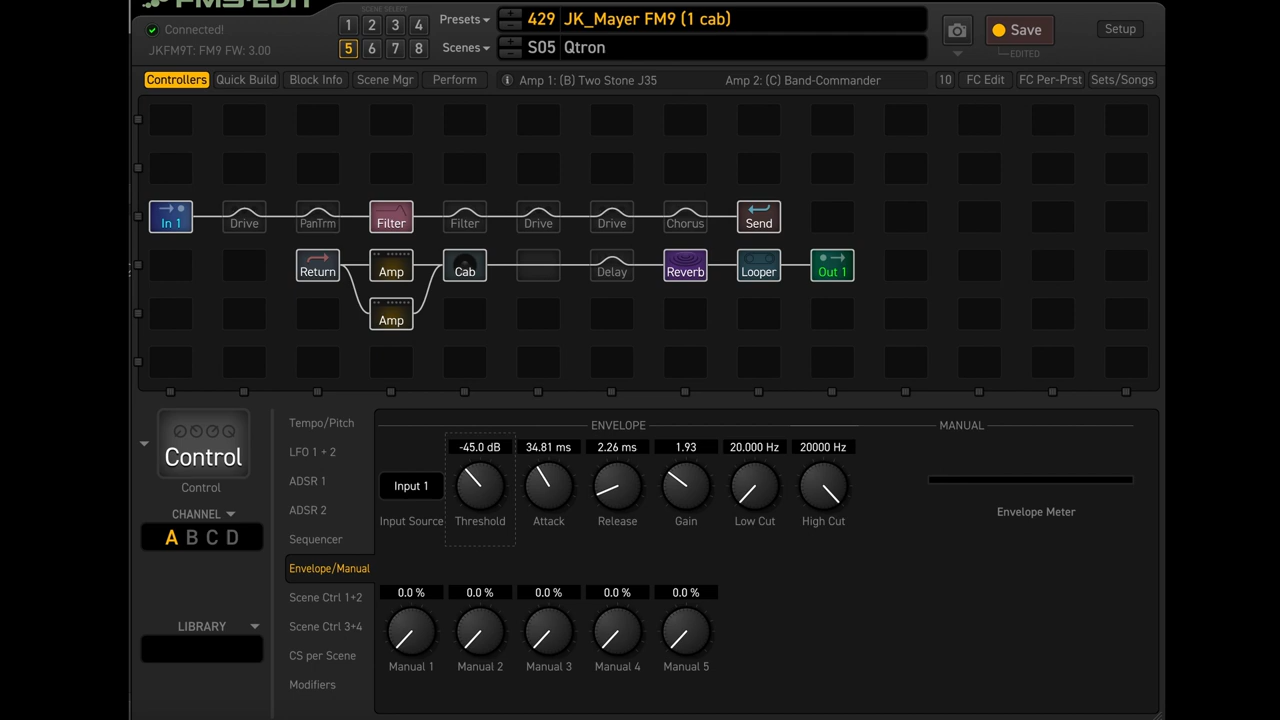 FM9-EDIT
SCENE SELECT
Connected!
JKFM9T: FM9 FW: 3.00
1 2 3 4
5 6 7 8
Presets
429 JK_Mayer FM9 (1 cab)
Scenes
S05 Qtron
Save
EDITED
Setup
Controllers Quick Build Block Info Scene Mgr Perform
Amp 1: (B) Two Stone J35 Amp 2: (C) Band-Commander
10 FC Edit FC Per-Prst Sets/Songs
In 1 Drive PanTrm Filter Filter Drive Drive Chorus Send
Return Amp Cab Delay Reverb Looper Out 1
Amp
Control
Control
CHANNEL
A B C D
LIBRARY
Tempo/Pitch
LFO 1 + 2
ADSR 1
ADSR 2
Sequencer
Envelope/Manual
Scene Ctrl 1+2
Scene Ctrl 3+4
CS per Scene
Modifiers
ENVELOPE
MANUAL
-45.0 dB 34.81 ms 2.26 ms 1.93 20.000 Hz 20000 Hz
Input 1
Input Source Threshold Attack Release Gain Low Cut High Cut
Envelope Meter
0.0 % 0.0 % 0.0 % 0.0 % 0.0 %
Manual 1 Manual 2 Manual 3 Manual 4 Manual 5